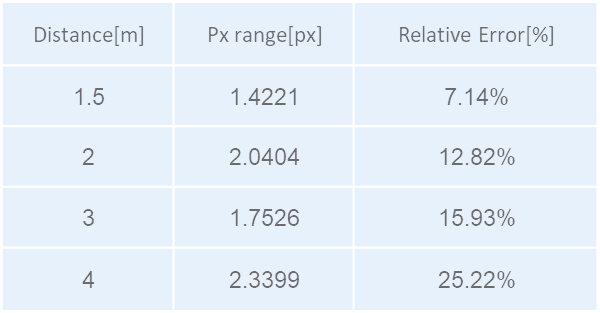 Distance[m] Px range[px] Relative Error[%]
1.5 1.4221 7.14%
2 2.0404 12.82%
3 1.7526 15.93%
4 2.3399 25.22%